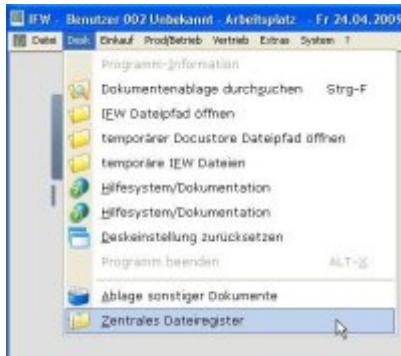 IFW - Benutzer 002 Unbekannt - Arbeitsplatz - Fr 24.04.2009
Datei Desk Einkauf Prod/Betrieb Vertrieb Extras System ?
Programm-Information
Dokumentenablage durchsuchen Strg-F
IFW Dateipfad öffnen
temporärer Docustore Dateipfad öffnen
temporäre IFW Dateien
Hilfesystem/Dokumentation
Hilfesystem/Dokumentation
Deskeinstellung zurücksetzen
Programm beenden ALT-X
Ablage sonstiger Dokumente
Zentrales Dateiregister